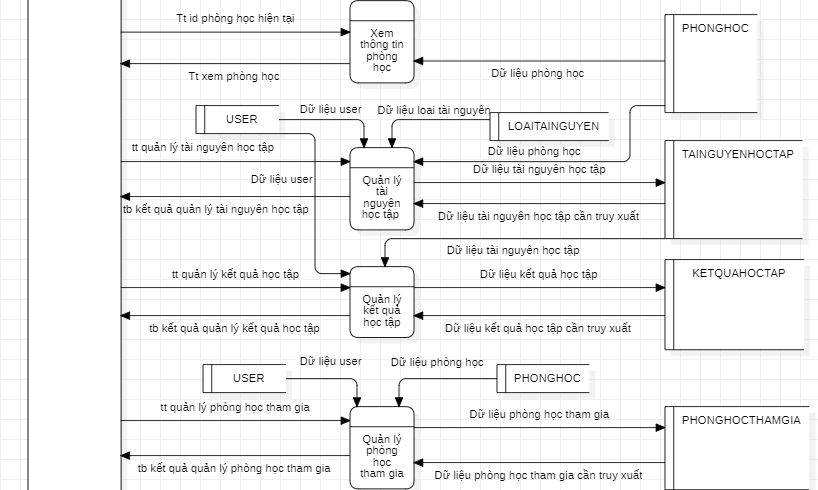 Tt id phòng học hiện tại
Xem
thông tin
phòng
học
PHONGHOC
Tt xem phòng học
Dữ liệu phòng học
USER
Dữ liệu user
Dữ liệu loai tài nguyên
LOAITAINGUYEN
tt quản lý tài nguyên học tập
Dữ liệu phòng học
Dữ liệu tài nguyên học tập
TAINGUYENHOCTAP
Dữ liệu user
Quản lý
tài
nguyên
học tập
tb kết quả quản lý tài nguyên học tập
Dữ liệu tài nguyên học tập cần truy xuất
Dữ liệu tài nguyên học tập
tt quản lý kết quả học tập
Quản lý
kết quả
học tập
Dữ liệu kết quả học tập
KETQUAHOCTAP
tb kết quả quản lý kết quả học tập
Dữ liệu kết quả học tập cần truy xuất
USER
Dữ liệu user
Dữ liệu phòng học
PHONGHOC
tt quản lý phòng học tham gia
Quản lý
phòng
học
tham gia
Dữ liệu phòng học tham gia
PHONGHOCTHAMGIA
tb kết quả quản lý phòng học tham gia
Dữ liệu phòng học tham gia cần truy xuất